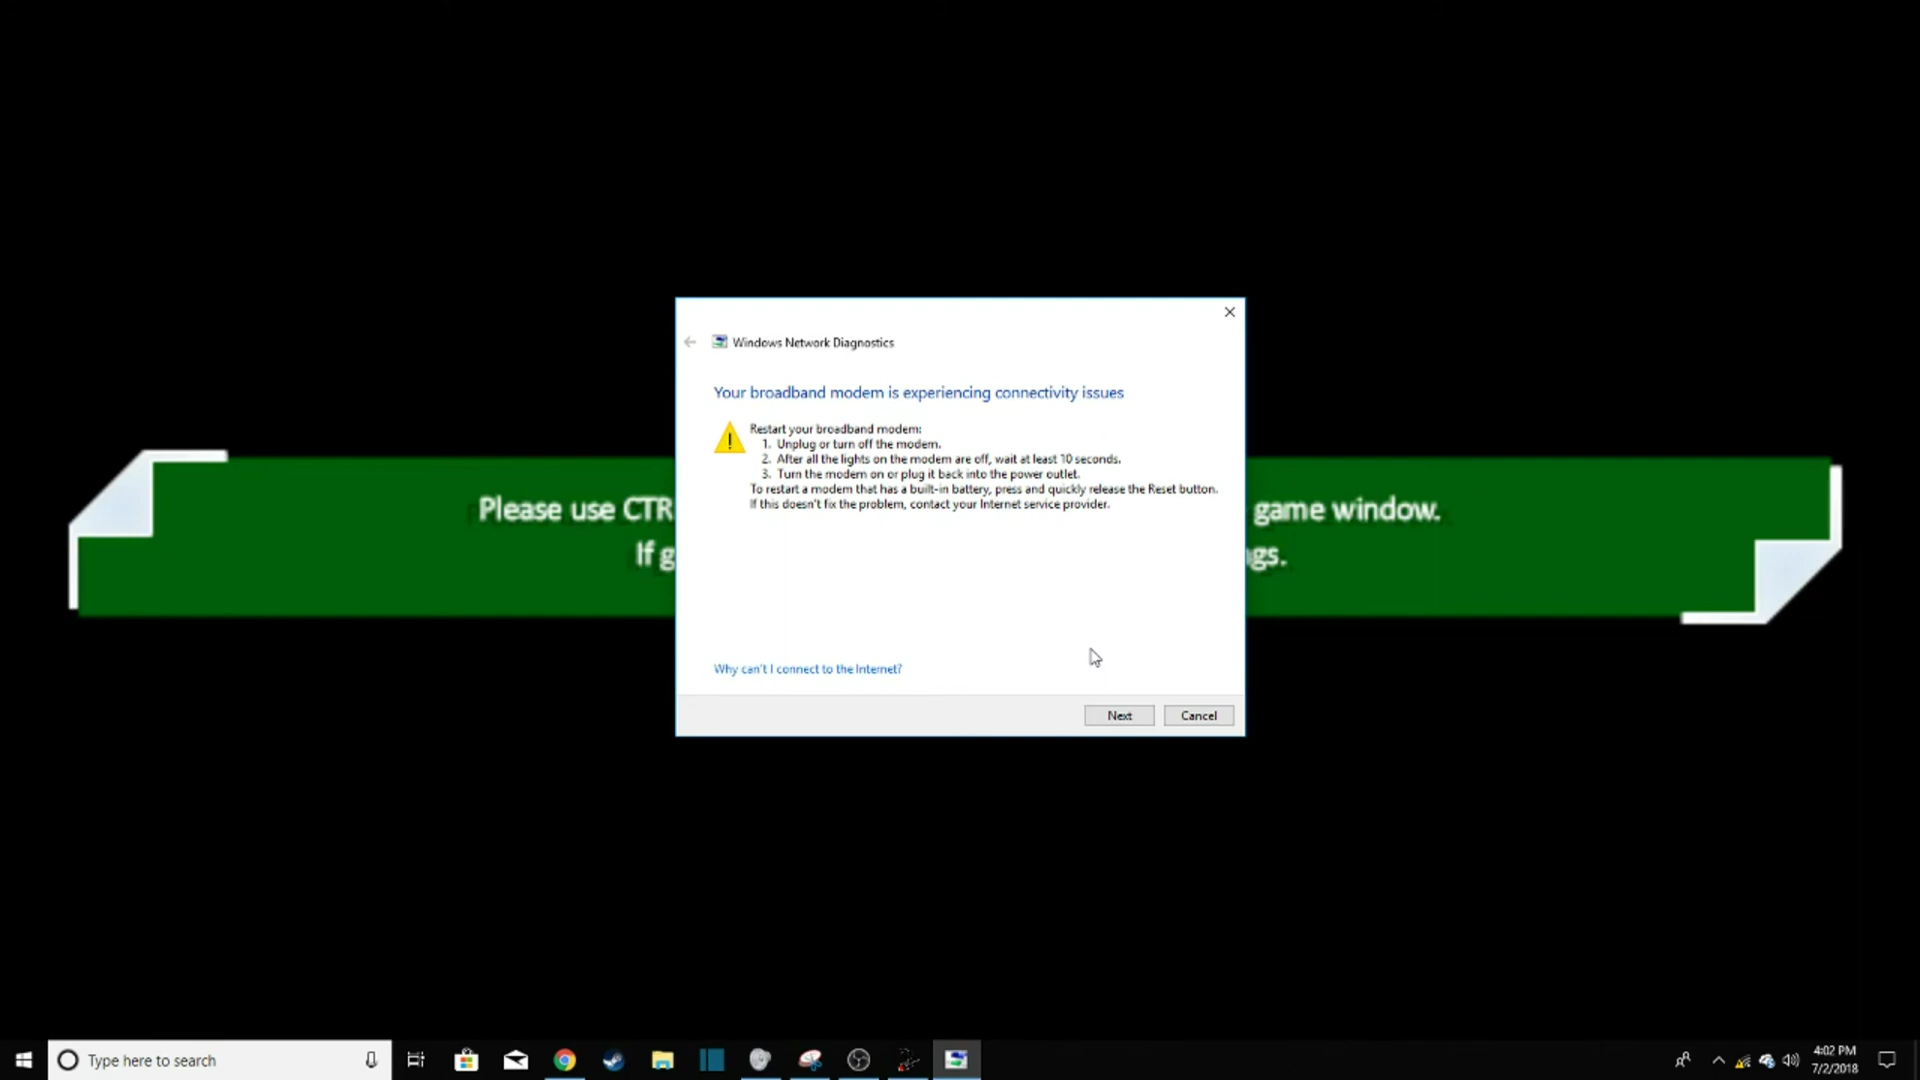 Windows Network Diagnostics
Your broadband modem is experiencing connectivity issues
Restart your broadband modem:
1. Unplug or turn off the modem.
2. After all the lights on the modem are off, wait at least 10 seconds.
3. Turn the modem on or plug it back into the power outlet.
To restart a modem that has a built-in battery, press and quickly release the Reset button.
If this doesn't fix the problem, contact your Internet service provider.
Please use CTR game window.
If g gs.
Why can't I connect to the Internet?
Next Cancel
Type here to search
4:02 PM
7/2/2018